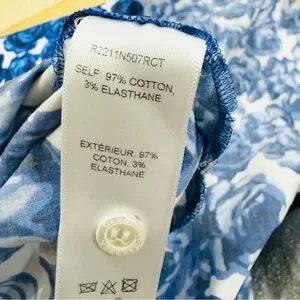 R2211N507RCT
SELF: 97% COTTON,
3% ELASTHANE
EXTÉRIEUR: 97%
COTON, 3%
ELASTHANE